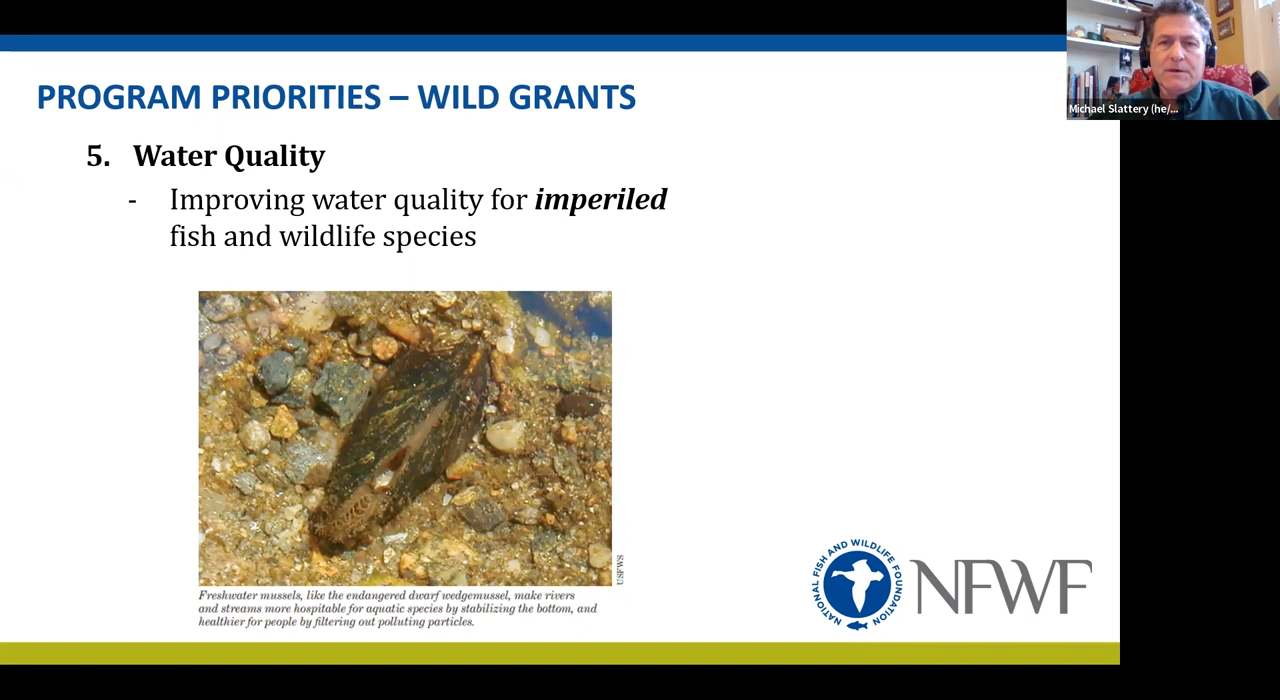 PROGRAM PRIORITIES – WILD GRANTS
Michael Slattery (he/...
5. Water Quality
- Improving water quality for imperiled
fish and wildlife species
USFWS
Freshwater mussels, like the endangered dwarf wedgemussel, make rivers
and streams more hospitable for aquatic species by stabilizing the bottom, and
healthier for people by filtering out polluting particles.
NATIONAL FISH AND WILDLIFE FOUNDATION
NFWF